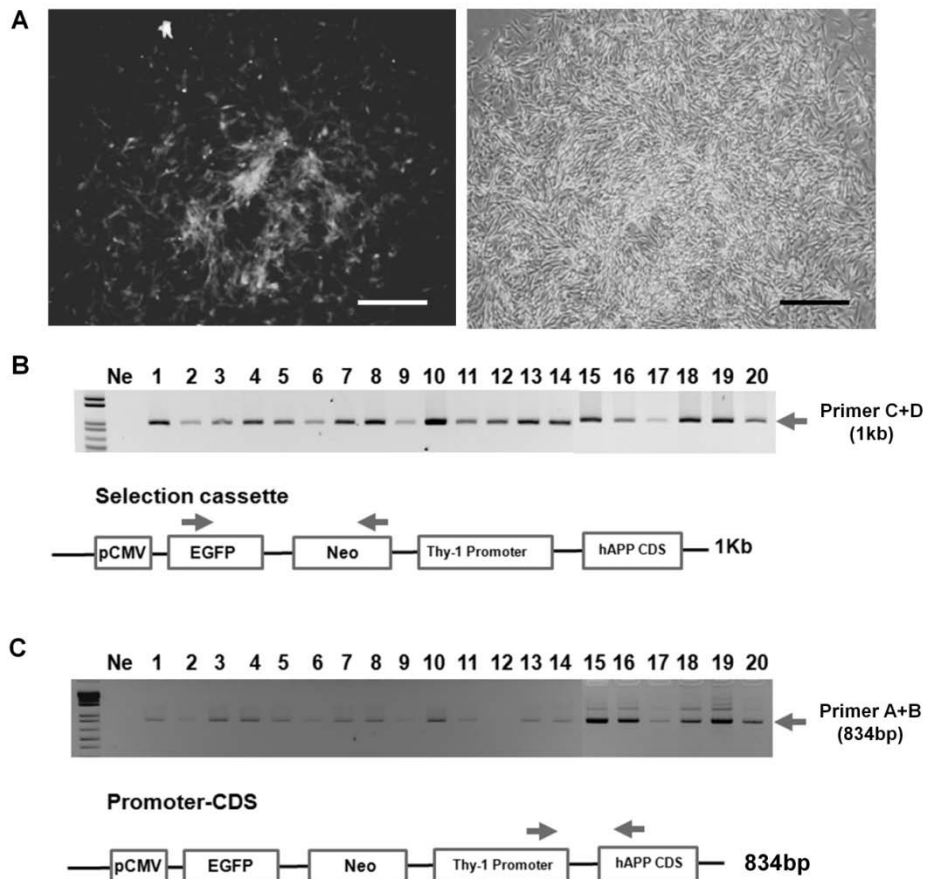 A
B
Ne 1 2 3 4 5 6 7 8 9 10 11 12 13 14 15 16 17 18 19 20
Primer C+D
(1kb)
Selection cassette
pCMV EGFP Neo Thy-1 Promoter hAPP CDS 1Kb
C
Ne 1 2 3 4 5 6 7 8 9 10 11 12 13 14 15 16 17 18 19 20
Primer A+B
(834bp)
Promoter-CDS
pCMV EGFP Neo Thy-1 Promoter hAPP CDS 834bp